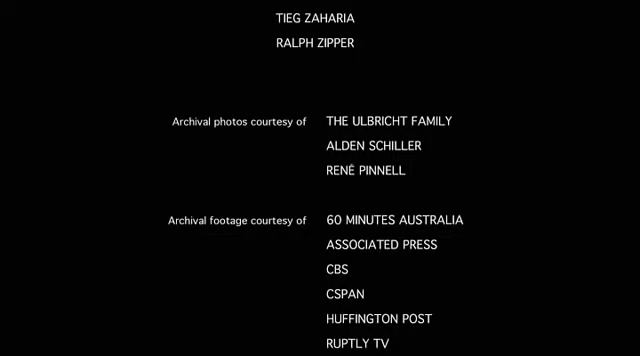 TIEG ZAHARIA
RALPH ZIPPER
Archival photos courtesy of THE ULBRICHT FAMILY
ALDEN SCHILLER
RENÉ PINNELL
Archival footage courtesy of 60 MINUTES AUSTRALIA
ASSOCIATED PRESS
CBS
CSPAN
HUFFINGTON POST
RUPTLY TV